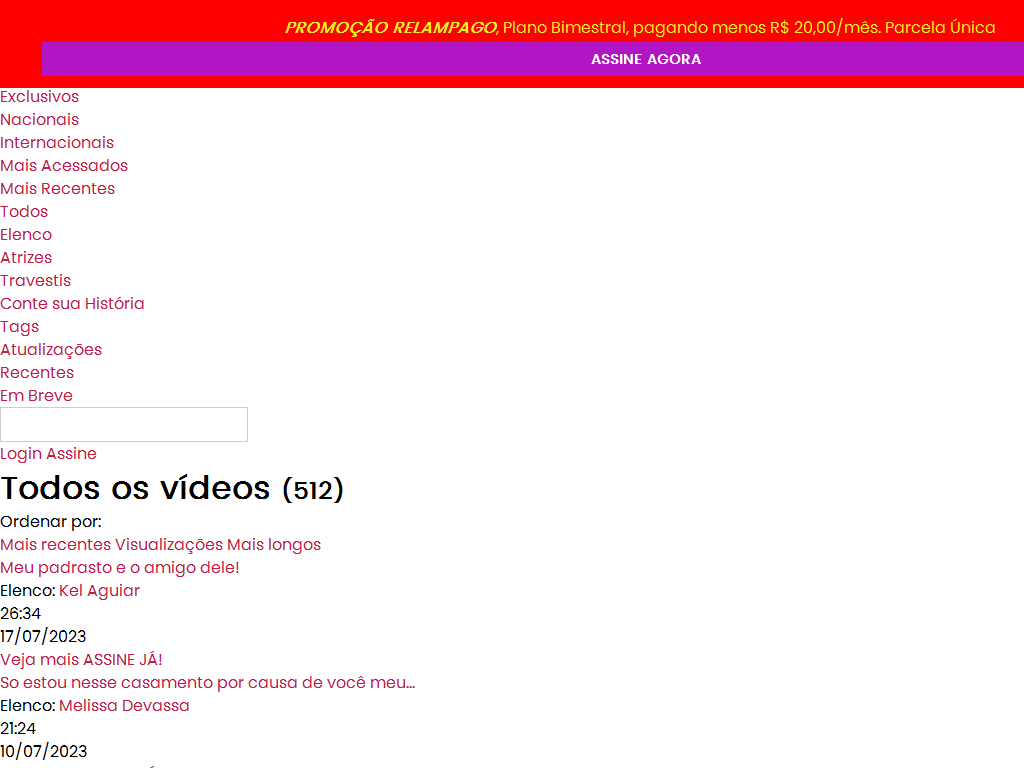 PROMOÇÃO RELAMPAGO, Plano Bimestral, pagando menos R$ 20,00/mês. Parcela Única
ASSINE AGORA
Exclusivos
Nacionais
Internacionais
Mais Acessados
Mais Recentes
Todos
Elenco
Atrizes
Travestis
Conte sua História
Tags
Atualizações
Recentes
Em Breve
Login Assine
Todos os vídeos (512)
Ordenar por:
Mais recentes Visualizações Mais longos
Meu padrasto e o amigo dele!
Elenco: Kel Aguiar
26:34
17/07/2023
Veja mais ASSINE JÁ!
So estou nesse casamento por causa de você meu...
Elenco: Melissa Devassa
21:24
10/07/2023